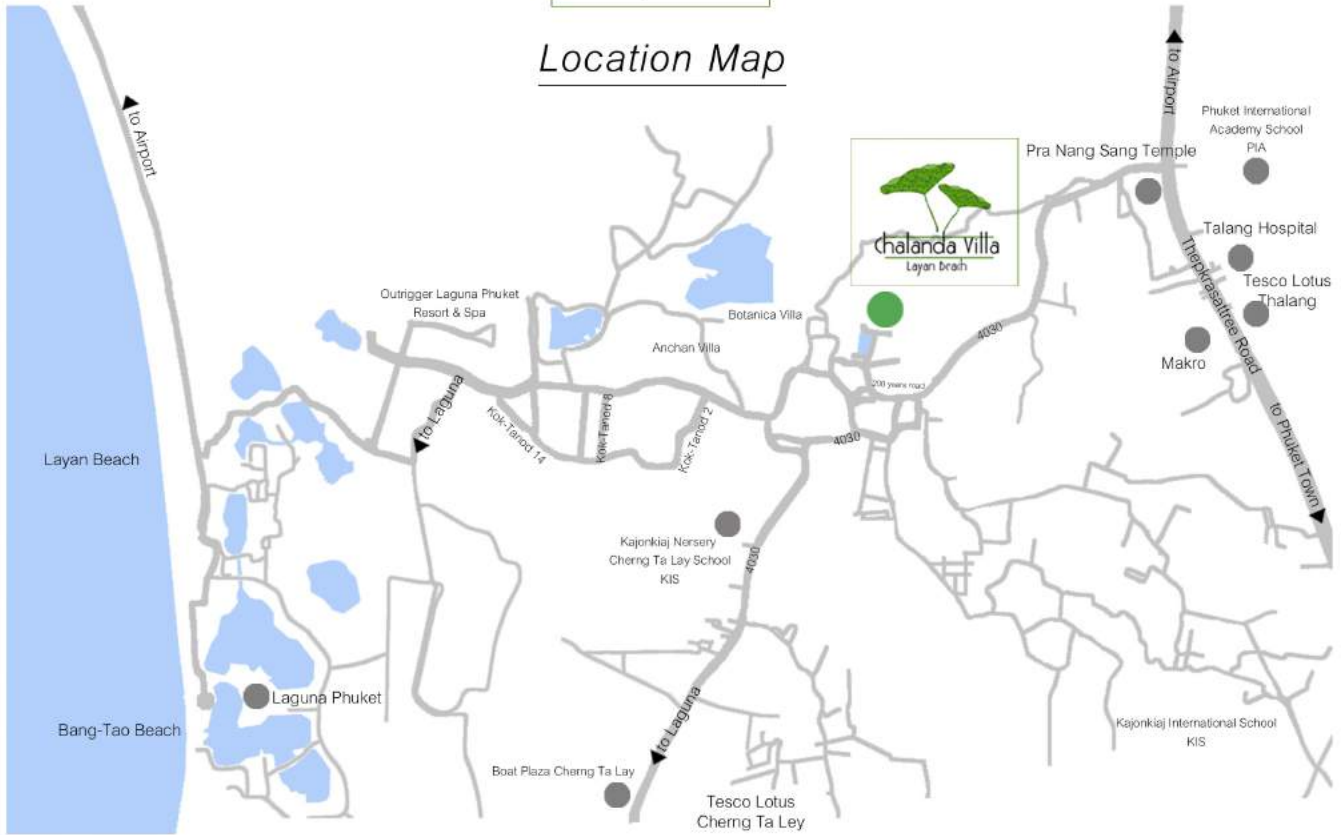 Location Map
to Airport
to Airport
Phuket International
Academy School
PIA
Pra Nang Sang Temple
Chalanda Villa
Layan Beach
Talang Hospital
Tesco Lotus
Thalang
Thepkrasattree Road
Makro
to Phuket Town
Outrigger Laguna Phuket
Resort & Spa
Botanica Villa
Anchan Villa
4030
200 years road
to Laguna
Kok-Tanod 14
Kok-Tanod 8
Kok-Tanod 2
4030
Layan Beach
Kajonkiaj Nersery
Cherng Ta Lay School
KIS
4030
Laguna Phuket
Bang-Tao Beach
to Laguna
Kajonkiaj International School
KIS
Boat Plaza Cherng Ta Lay
Tesco Lotus
Cherng Ta Ley